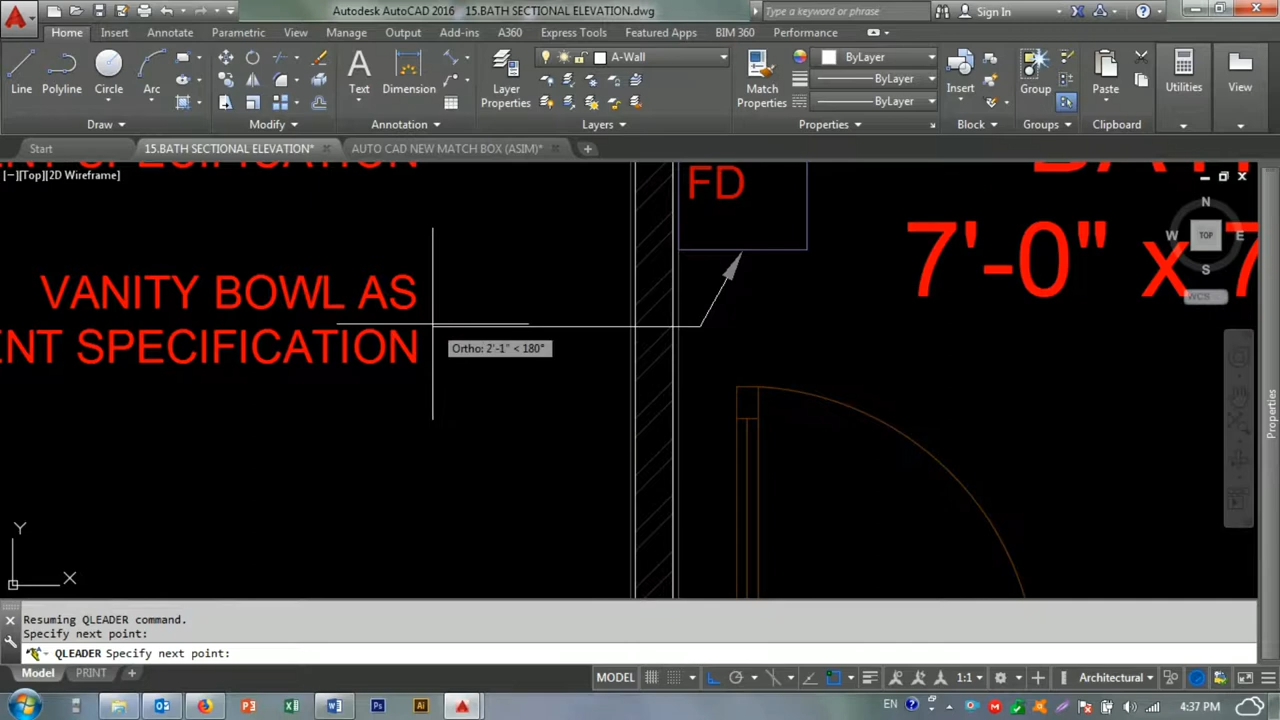 Autodesk AutoCAD 2016   15.BATH SECTIONAL ELEVATION.dwg
Type a keyword or phrase
Sign In
Home Insert Annotate Parametric View Manage Output Add-ins A360 Express Tools Featured Apps BIM 360 Performance
Line Polyline Circle Arc
Text Dimension
Layer Properties
A-Wall
Match Properties
ByLayer
ByLayer
ByLayer
Insert
Group
Paste
Utilities
View
Draw Modify Annotation Layers Properties Block Groups Clipboard
Start 15.BATH SECTIONAL ELEVATION* AUTO CAD NEW MATCH BOX (ASIM)*
[−][Top][2D Wireframe]
SPECIFICATION
FD
7'-0" x 7
N
W TOP E
S
WCS
VANITY BOWL AS
ENT SPECIFICATION
Ortho: 2'-1" < 180°
Properties
Y
X
Resuming QLEADER command.
Specify next point:
QLEADER Specify next point:
Model PRINT
MODEL
1:1
Architectural
EN
4:37 PM